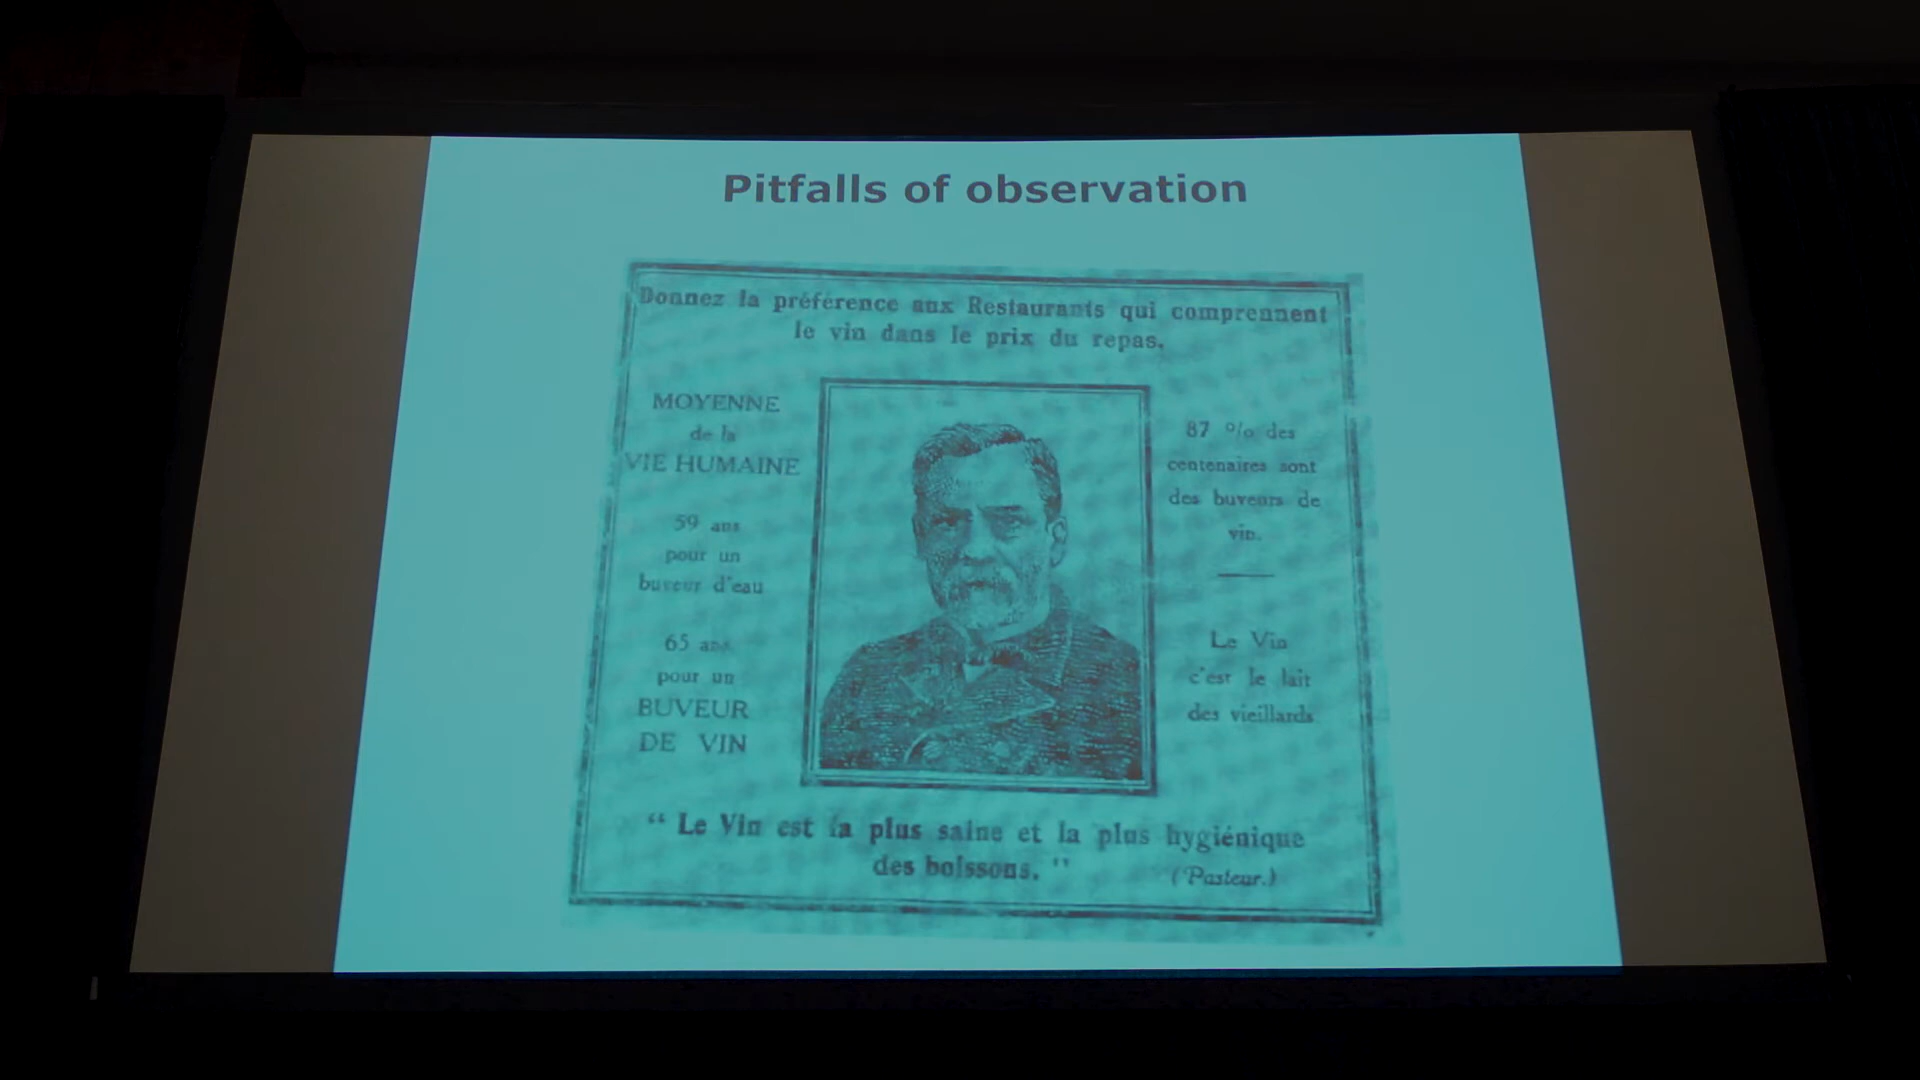 Pitfalls of observation
Donnez la préférence aux Restaurants qui comprennent
le vin dans le prix du repas.
MOYENNE
de la
VIE HUMAINE
59 ans
pour un
buveur d'eau
65 ans
pour un
BUVEUR
DE VIN
87 % des
centenaires sont
des buveurs de
vin.
Le Vin
c'est le lait
des vieillards
“ Le Vin est la plus saine et la plus hygiénique
des boissons. ”
(Pasteur.)